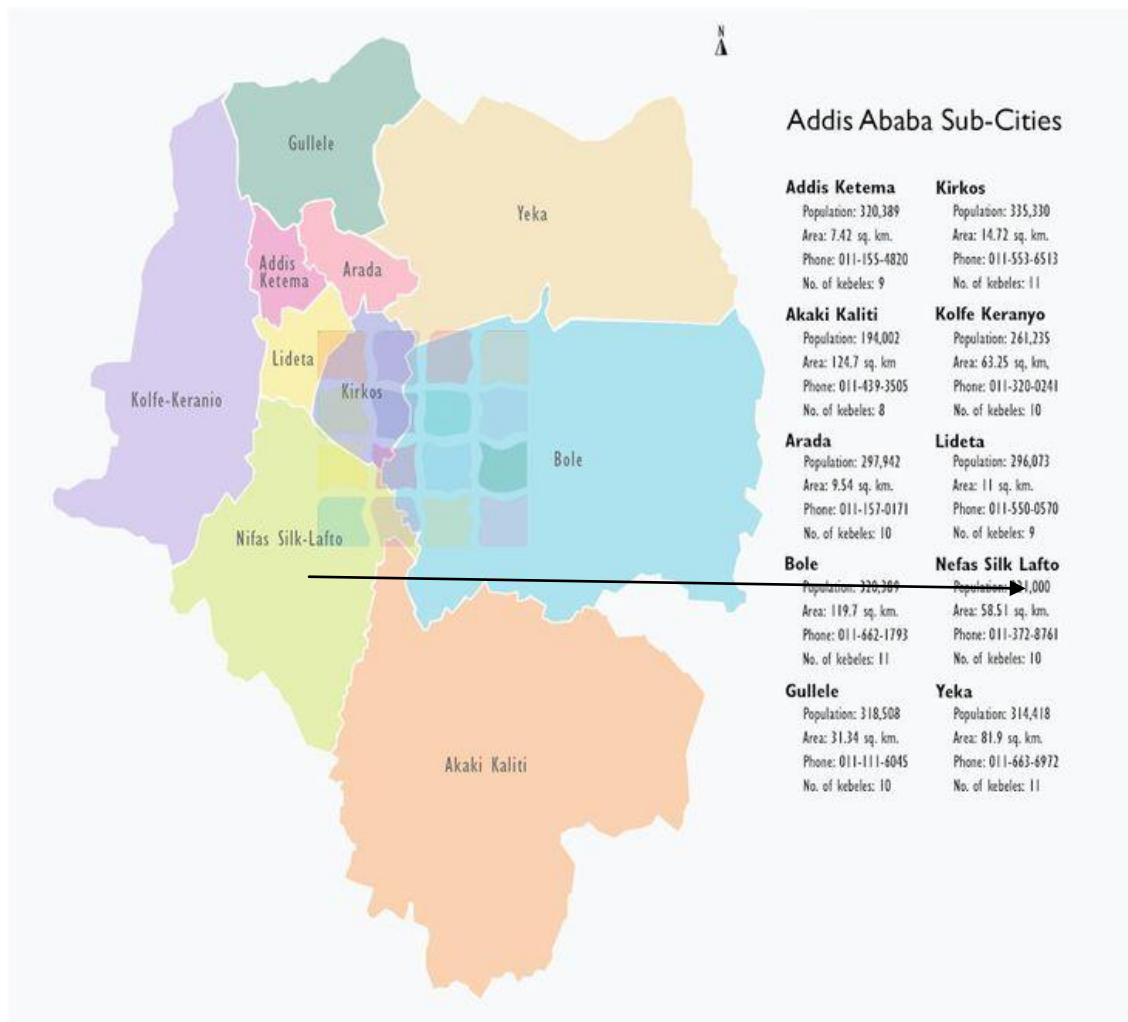 N
Gullele
Yeka
Addis
Ketema
Arada
Lideta
Kirkos
Kolfe-Keranio
Bole
Nifas Silk-Lafto
Akaki Kaliti
Addis Ababa Sub-Cities
Addis Ketema
Population: 320,389
Area: 7.42 sq. km.
Phone: 011-155-4820
No. of kebeles: 9
Akaki Kaliti
Population: 194,002
Area: 124.7 sq. km
Phone: 011-439-3505
No. of kebeles: 8
Arada
Population: 297,942
Area: 9.54 sq. km.
Phone: 011-157-0171
No. of kebeles: 10
Bole
Population: 320,389
Area: 119.7 sq. km.
Phone: 011-662-1793
No. of kebeles: 11
Gullele
Population: 318,508
Area: 31.34 sq. km.
Phone: 011-111-6045
No. of kebeles: 10
Kirkos
Population: 335,330
Area: 14.72 sq. km.
Phone: 011-553-6513
No. of kebeles: 11
Kolfe Keranyo
Population: 261,235
Area: 63.25 sq. km,
Phone: 011-320-0241
No. of kebeles: 10
Lideta
Population: 296,073
Area: 11 sq. km.
Phone: 011-550-0570
No. of kebeles: 9
Nefas Silk Lafto
Population:
Area: 58.51 sq. km.
Phone: 011-372-8761
No. of kebeles: 10
Yeka
Population: 314,418
Area: 81.9 sq. km.
Phone: 011-663-6972
No. of kebeles: 11